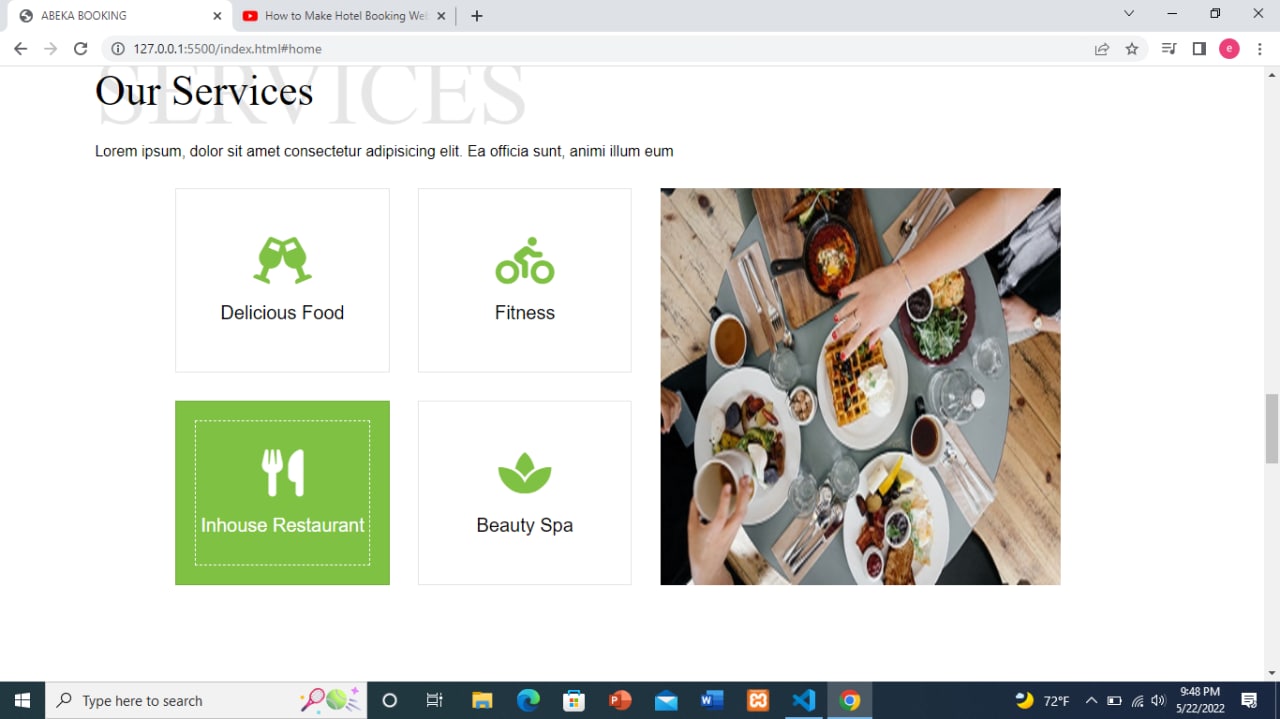 ABEKA BOOKING
How to Make Hotel Booking Web
127.0.0.1:5500/index.html#home
e
SERVICES
Our Services
Lorem ipsum, dolor sit amet consectetur adipisicing elit. Ea officia sunt, animi illum eum
Delicious Food
Fitness
Inhouse Restaurant
Beauty Spa
Type here to search
72°F
9:48 PM
5/22/2022